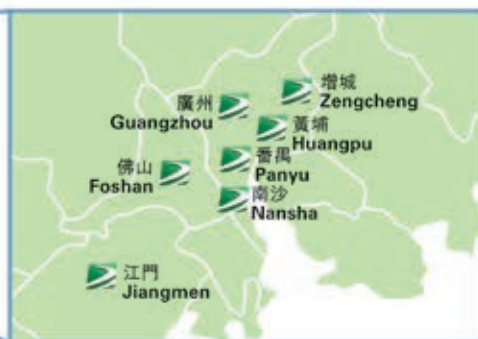 增城
Zengcheng
廣州
Guangzhou
黃埔
Huangpu
番禺
Panyu
佛山
Foshan
南沙
Nansha
江門
Jiangmen